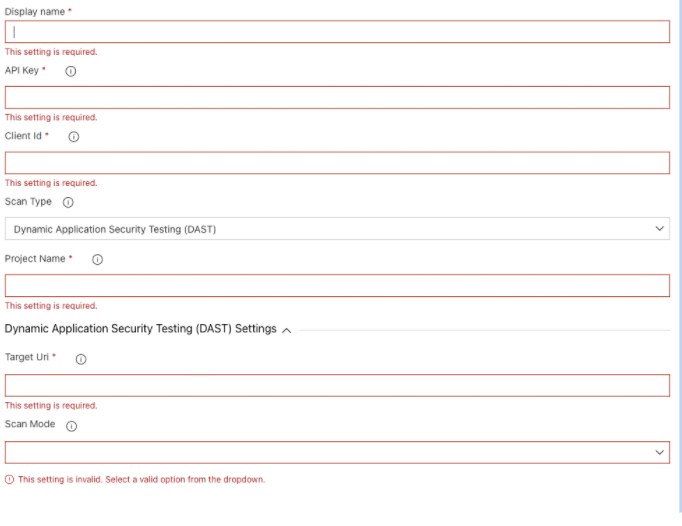 Display name *
This setting is required.
API Key *
This setting is required.
Client Id *
This setting is required.
Scan Type
Dynamic Application Security Testing (DAST)
Project Name *
This setting is required.
Dynamic Application Security Testing (DAST) Settings
Target Uri *
This setting is required.
Scan Mode
This setting is invalid. Select a valid option from the dropdown.